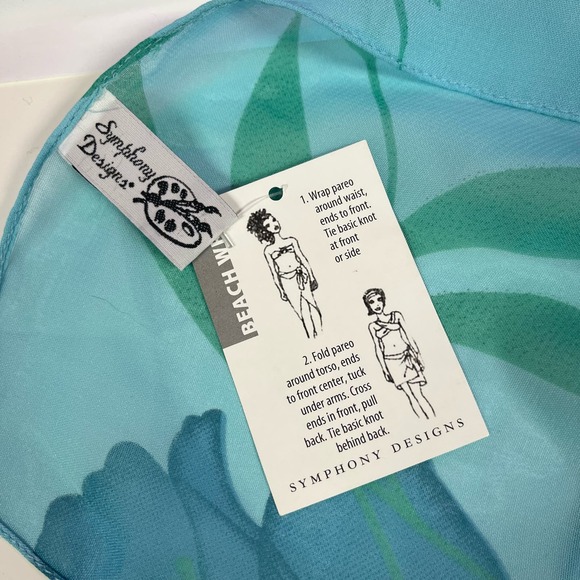 Symphony
Designs®
BEACH
1. Wrap pareo
around waist,
ends to front.
Tie basic knot
at front
or side
2. Fold pareo
around torso, ends
to front center, tuck
under arms. Cross
ends in front, pull
back. Tie basic knot
behind back.
SYMPHONY DESIGNS